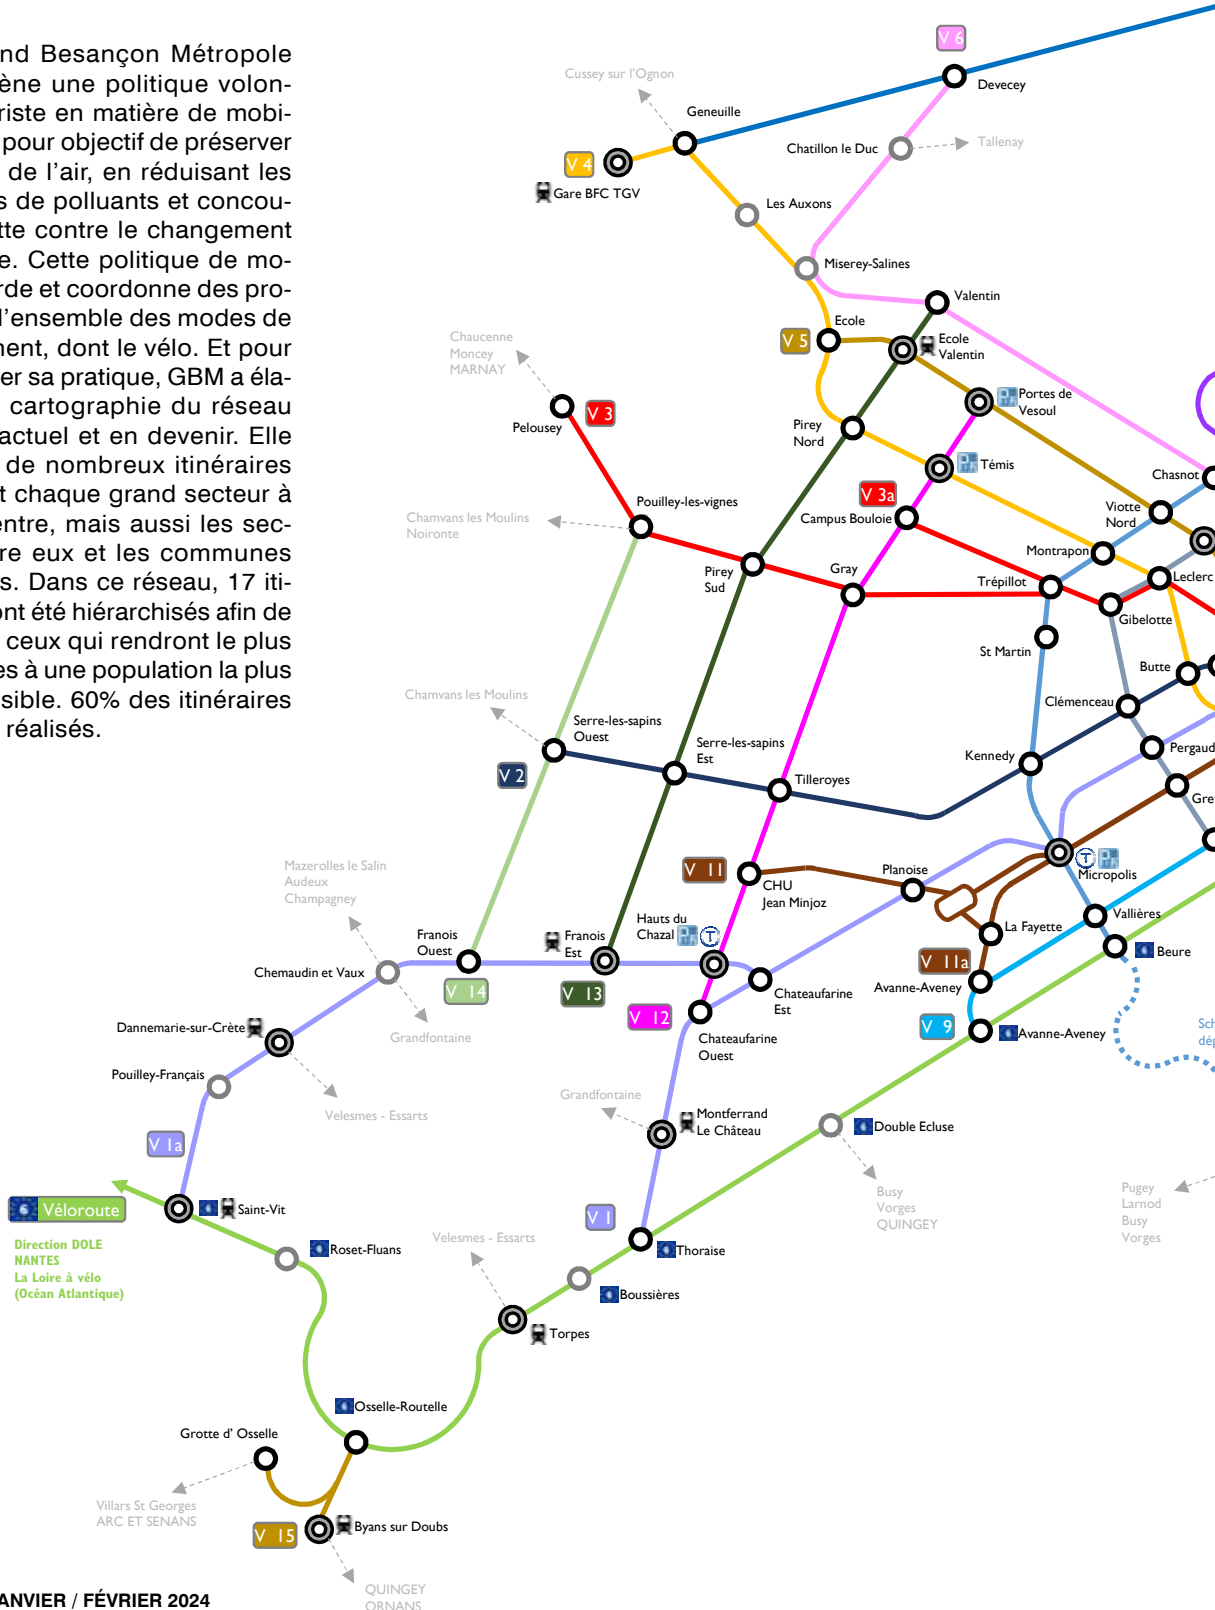 nd Besançon Métropole
ène une politique volon-
riste en matière de mobi-
pour objectif de préserver
de l'air, en réduisant les
s de polluants et concou-
tte contre le changement
e. Cette politique de mo-
rde et coordonne des pro-
l'ensemble des modes de
ment, dont le vélo. Et pour
er sa pratique, GBM a éla-
cartographie du réseau
actuel et en devenir. Elle
de nombreux itinéraires
t chaque grand secteur à
entre, mais aussi les sec-
re eux et les communes
s. Dans ce réseau, 17 iti-
ont été hiérarchisés afin de
ceux qui rendront le plus
es à une population la plus
sible. 60% des itinéraires
réalisés.
V 6
Devecey
Cussey sur l'Ognon
Geneuille
Chatillon le Duc
Tallenay
V 4
Gare BFC TGV
Les Auxons
Miserey-Salines
Valentin
Ecole
V 5
Ecole
Valentin
Chaucenne
Moncey
MARNAY
Portes de
Vesoul
V 3
Pelousey
Pirey
Nord
Témis
Chasnot
V 3a
Campus Bouloie
Viotte
Nord
Pouilley-les-vignes
Chamvans les Moulins
Noironte
Montrapon
Pirey
Sud
Gray
Trépillot
Leclerc
Gibelotte
St Martin
Butte
Chamvans les Moulins
Clémenceau
Serre-les-sapins
Ouest
Serre-les-sapins
Est
Pergaud
Kennedy
V 2
Tilleroyes
Gre
Mazerolles le Salin
Audeux
Champagney
V 11
CHU
Jean Minjoz
Planoise
T
Micropolis
Vallières
Hauts du
Chazal
T
La Fayette
Franois
Ouest
Franois
Est
Beure
V 11a
Chemaudin et Vaux
Avanne-Aveney
V 14
V 13
Chateaufarine
Est
V 12
V 9
Avanne-Aveney
Sch
dép
Dannemarie-sur-Crète
Grandfontaine
Chateaufarine
Ouest
Pouilley-Français
Velesmes - Essarts
Grandfontaine
Montferrand
Le Château
Double Ecluse
V 1a
Busy
Vorges
QUINGEY
Pugey
Larnod
Busy
Vorges
6 Véloroute
Saint-Vit
V 1
Direction DOLE
NANTES
La Loire à vélo
(Océan Atlantique)
Roset-Fluans
Velesmes - Essarts
Thoraise
Boussières
Torpes
Osselle-Routelle
Grotte d' Osselle
Villars St Georges
ARC ET SENANS
V 15
Byans sur Doubs
QUINGEY
ORNANS
ANVIER / FÉVRIER 2024